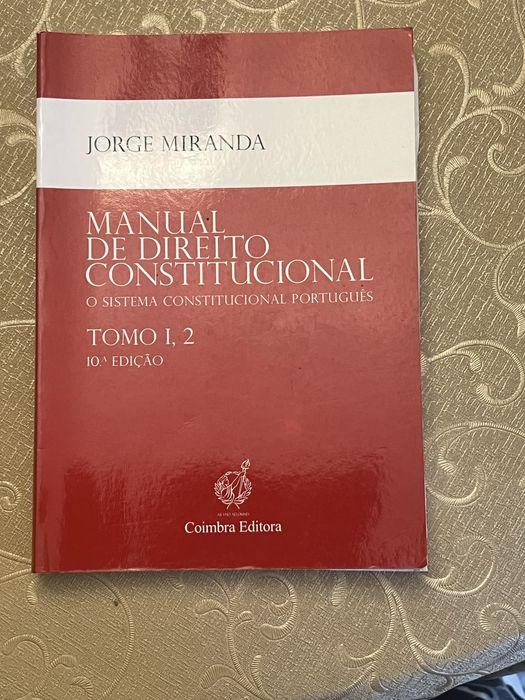 JORGE MIRANDA
MANUAL
DE DIREITO
CONSTITUCIONAL
O SISTEMA CONSTITUCIONAL PORTUGUÊS
TOMO I, 2
10.ª EDIÇÃO
Coimbra Editora